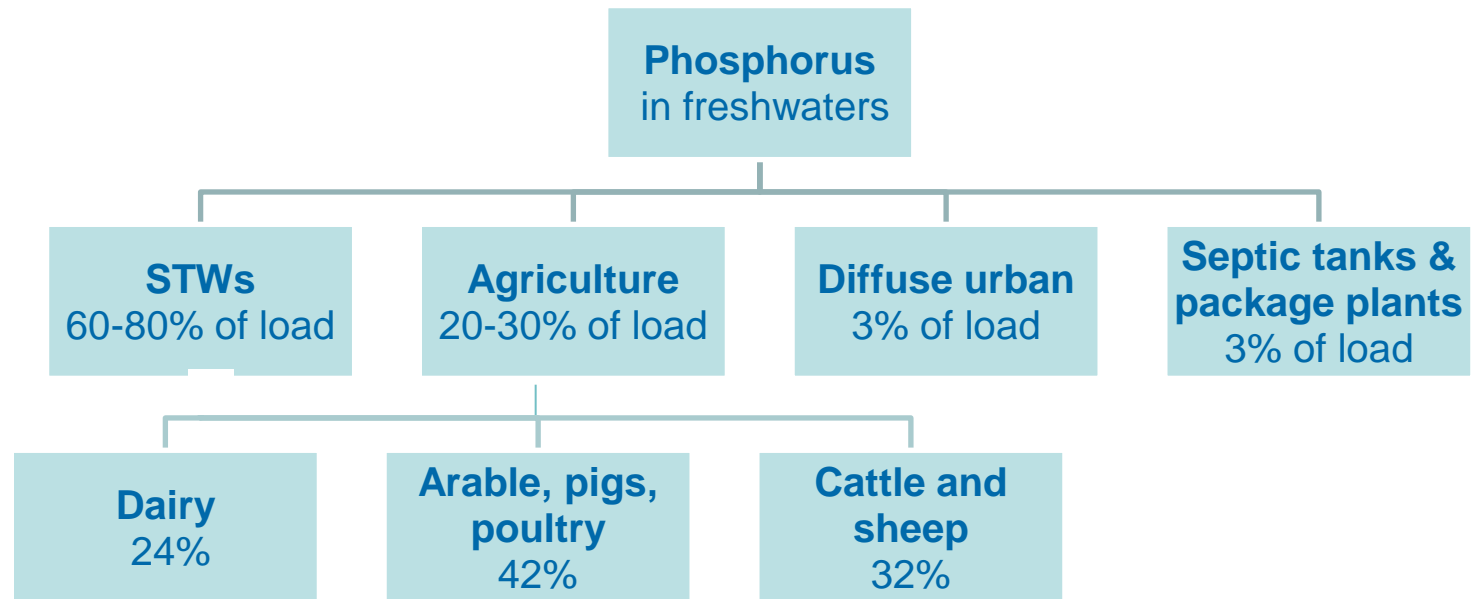 Phosphorus
in freshwaters
STWs
60-80% of load
Agriculture
20-30% of load
Diffuse urban
3% of load
Septic tanks &
package plants
3% of load
Dairy
24%
Arable, pigs,
poultry
42%
Cattle and
sheep
32%